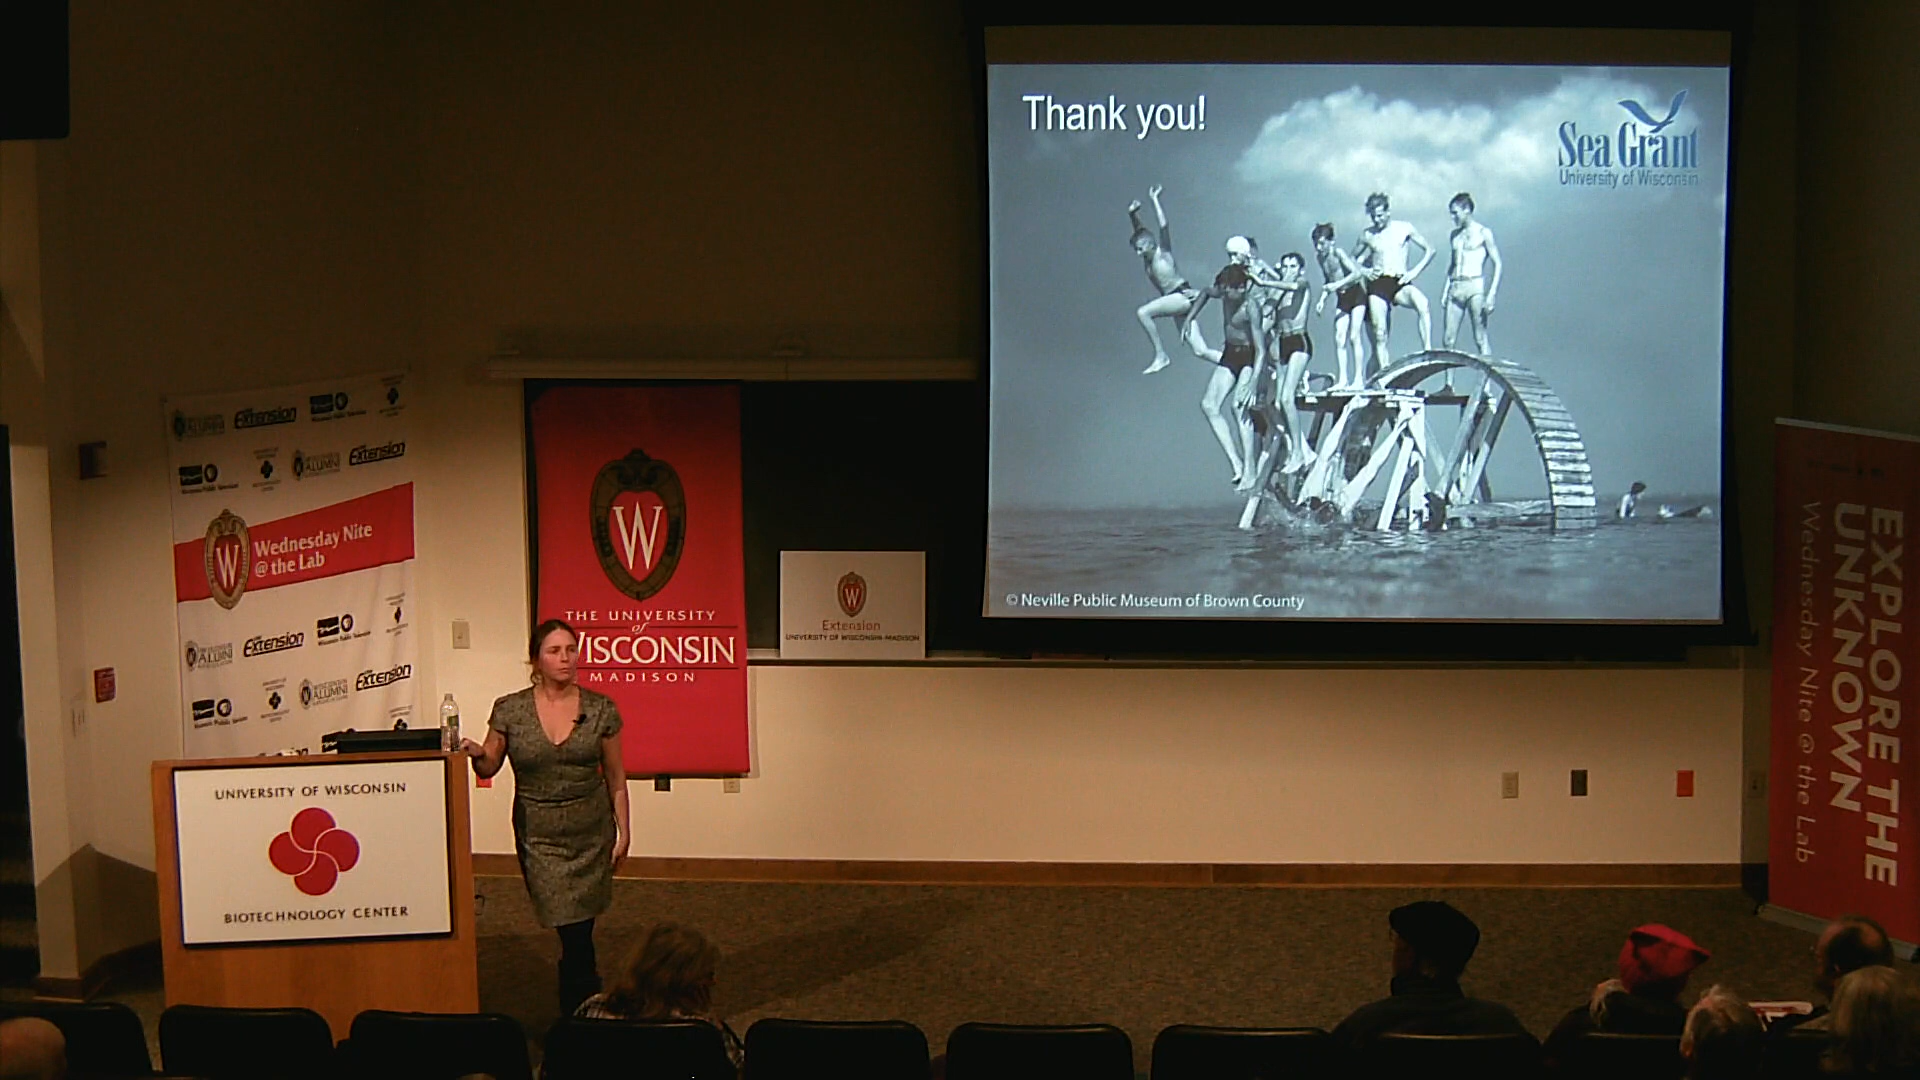 Thank you!
Sea Grant
University of Wisconsin
© Neville Public Museum of Brown County
Extension
Extension
Wednesday Nite
@ the Lab
Extension
ALUMNI
Extension
W
W
THE UNIVERSITY
of
WISCONSIN
MADISON
W
Extension
UNIVERSITY OF WISCONSIN-MADISON
UNIVERSITY OF WISCONSIN
BIOTECHNOLOGY CENTER
EXPLORE THE
UNKNOWN
Wednesday Nite @ the Lab